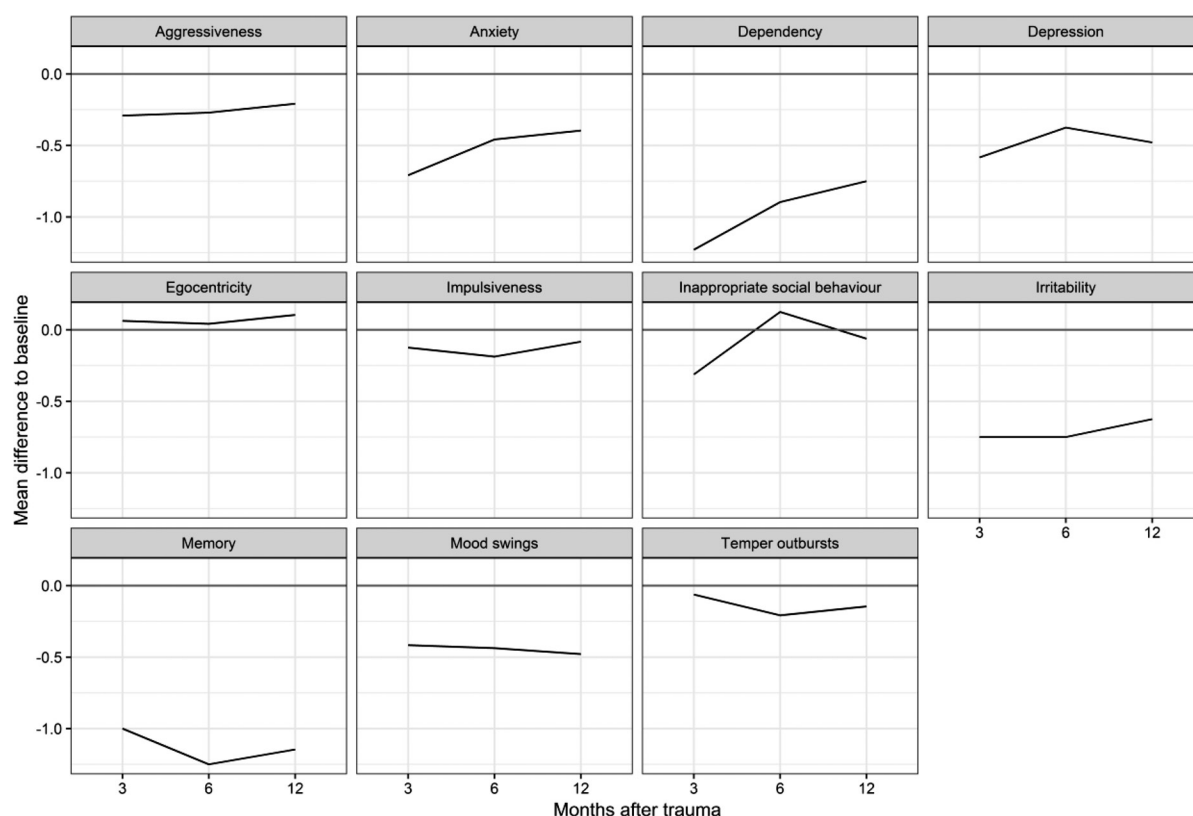 Aggressiveness Anxiety Dependency Depression
0.0
-0.5
-1.0
Egocentricity Impulsiveness Inappropriate social behaviour Irritability
0.0
-0.5
-1.0
3 6 12
Memory Mood swings Temper outbursts
0.0
-0.5
-1.0
3 6 12 3 6 12 3 6 12
Months after trauma
Mean difference to baseline